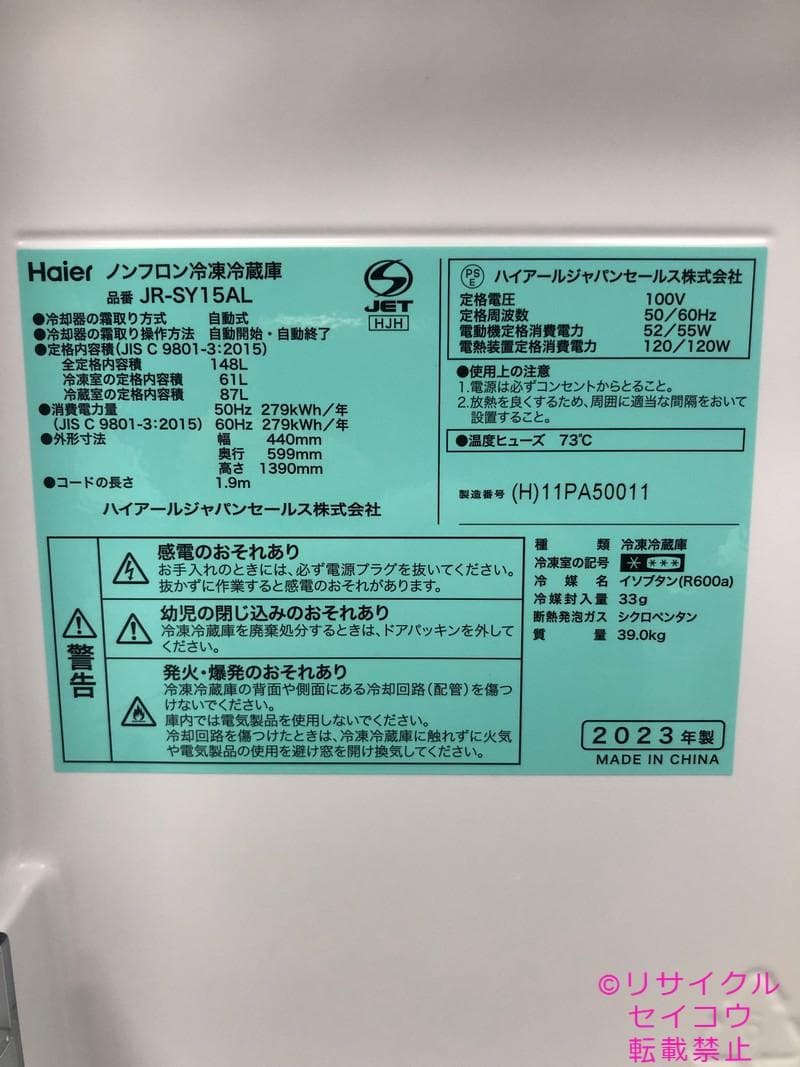 Haier ノンフロン冷凍冷蔵庫
品番 JR-SY15AL
●冷却器の霜取り方式 自動式
●冷却器の霜取り操作方法 自動開始・自動終了
●定格内容積(JIS C 9801-3:2015)
全定格内容積 148L
冷凍室の定格内容積 61L
冷蔵室の定格内容積 87L
●消費電力量 50Hz 279kWh/年
(JIS C 9801-3:2015) 60Hz 279kWh/年
●外形寸法 幅 440mm
奥行 599mm
高さ 1390mm
●コードの長さ 1.9m
ハイアールジャパンセールス株式会社
S
JET
HJH
PS E ハイアールジャパンセールス株式会社
定格電圧 100V
定格周波数 50/60Hz
電動機定格消費電力 52/55W
電熱装置定格消費電力 120/120W
●使用上の注意
1.電源は必ずコンセントからとること。
2.放熱を良くするため、周囲に適当な間隔をおいて
設置すること。
●温度ヒューズ 73℃
製造番号 (H)11PA50011
警告
感電のおそれあり
お手入れのときには、必ず電源プラグを抜いてください。
抜かずに作業すると感電のおそれがあります。
幼児の閉じ込みのおそれあり
冷凍冷蔵庫を廃棄処分するときは、ドアパッキンを外して
ください。
発火・爆発のおそれあり
冷凍冷蔵庫の背面や側面にある冷却回路(配管)を傷つ
けないでください。
庫内では電気製品を使用しないでください。
冷却回路を傷つけたときは、冷凍冷蔵庫に触れずに火気
や電気製品の使用を避け窓を開け換気してください。
種類 冷凍冷蔵庫
冷凍室の記号 * ***
冷媒名 イソブタン(R600a)
冷媒封入量 33g
断熱発泡ガス シクロペンタン
質量 39.0kg
2023年製
MADE IN CHINA
©リサイクル
セイコウ
転載禁止